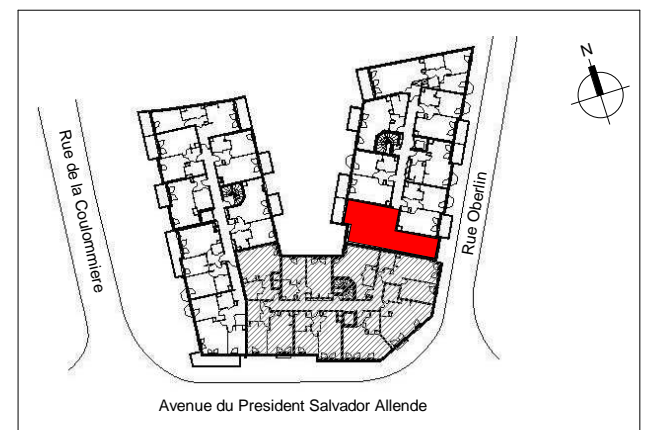 N
Rue de la Coulommiere
Rue Oberlin
Avenue du President Salvador Allende